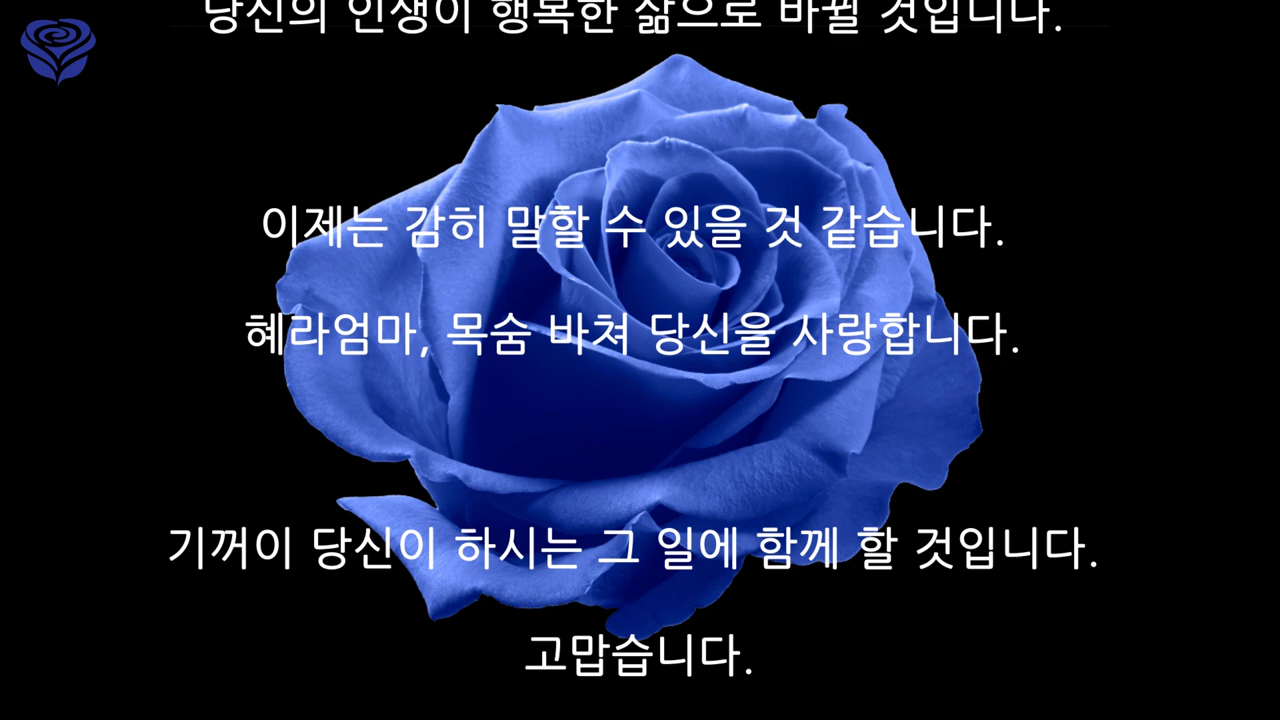 당신의 인생이 행복한 삶으로 바뀔 것입니다.
이제는 감히 말할 수 있을 것 같습니다.
혜라엄마, 목숨 바쳐 당신을 사랑합니다.
기꺼이 당신이 하시는 그 일에 함께 할 것입니다.
고맙습니다.